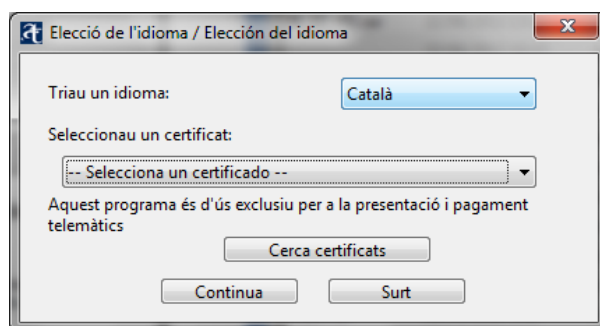 Elecció de l'idioma / Elección del idioma
Triau un idioma:
Català
Seleccionau un certificat:
-- Selecciona un certificado --
Aquest programa és d'ús exclusiu per a la presentació i pagament
telemàtics
Cerca certificats
Continua
Surt